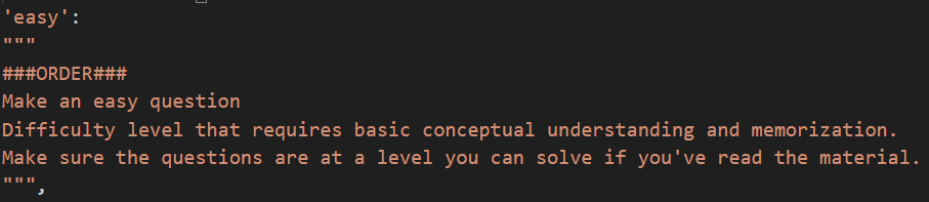 'easy':
"""
###ORDER###
Make an easy question
Difficulty level that requires basic conceptual understanding and memorization.
Make sure the questions are at a level you can solve if you've read the material.
""",